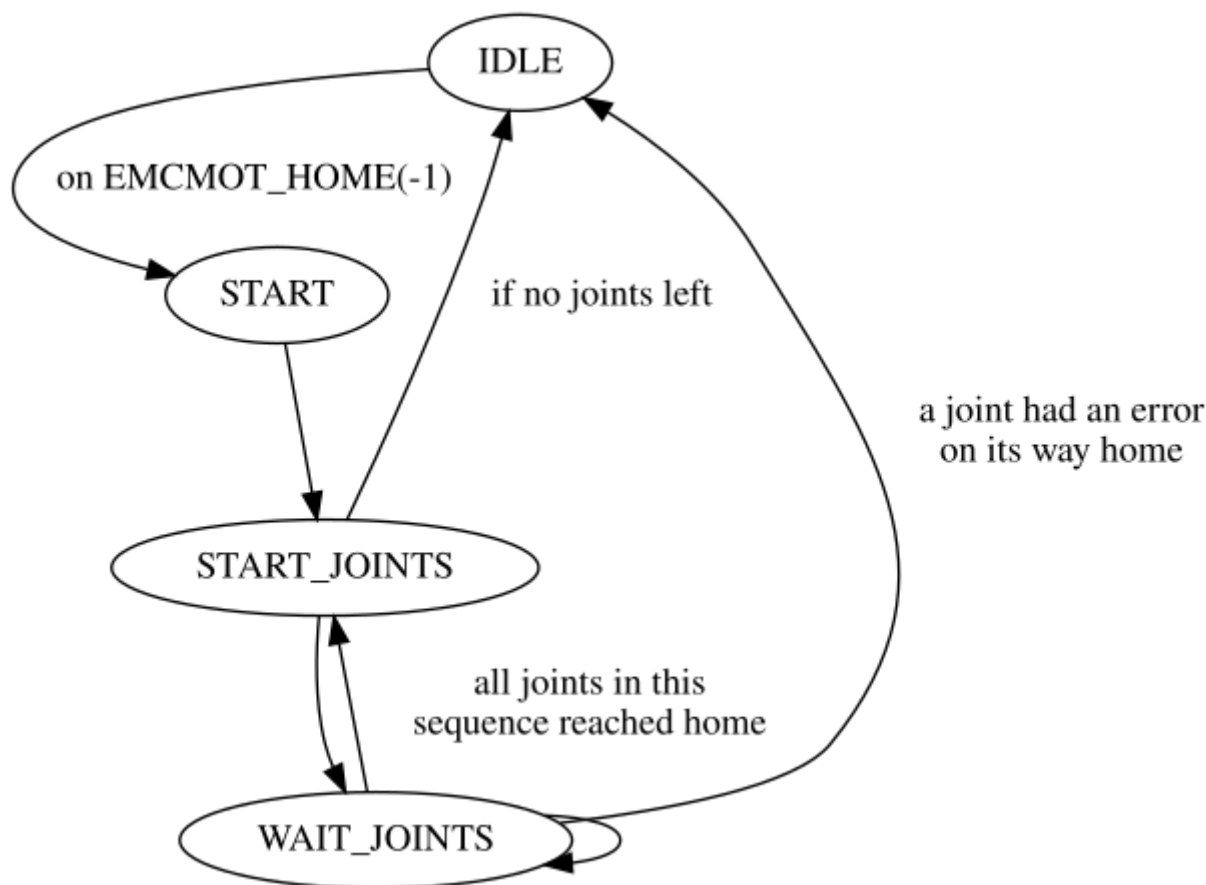 IDLE
on EMCMOT_HOME(-1)
START
if no joints left
a joint had an error
on its way home
START_JOINTS
all joints in this
sequence reached home
WAIT_JOINTS